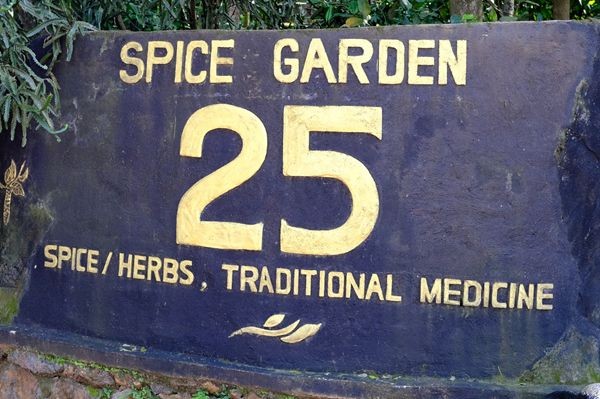 SPICE GARDEN
25
SPICE/HERBS, TRADITIONAL MEDICINE